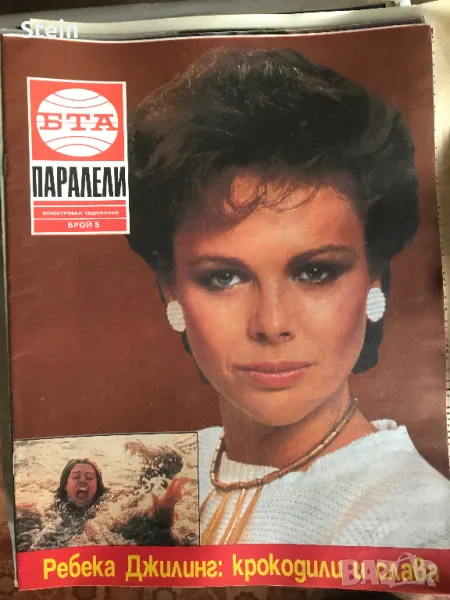 Stein
БТА
ПАРАЛЕЛИ
ИЛЮСТРОВАН СЕДМИЧНИК
БРОЙ 5
Ребека Джилинг: крокодили и слава